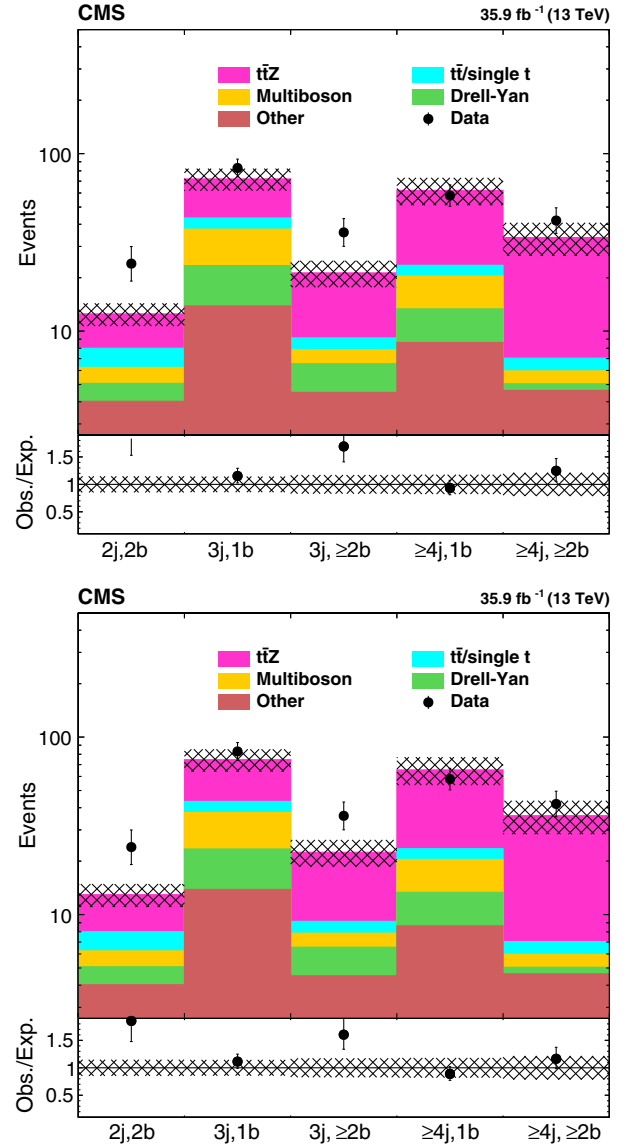 CMS 35.9 fb⁻¹ (13 TeV)
tt̄Z tt̄/single t
Multiboson Drell-Yan
Other Data
100
10
Events
1.5
1
0.5
Obs./Exp.
2j,2b 3j,1b 3j, ≥2b ≥4j,1b ≥4j, ≥2b
CMS 35.9 fb⁻¹ (13 TeV)
tt̄Z tt̄/single t
Multiboson Drell-Yan
Other Data
100
10
Events
1.5
1
0.5
Obs./Exp.
2j,2b 3j,1b 3j, ≥2b ≥4j,1b ≥4j, ≥2b